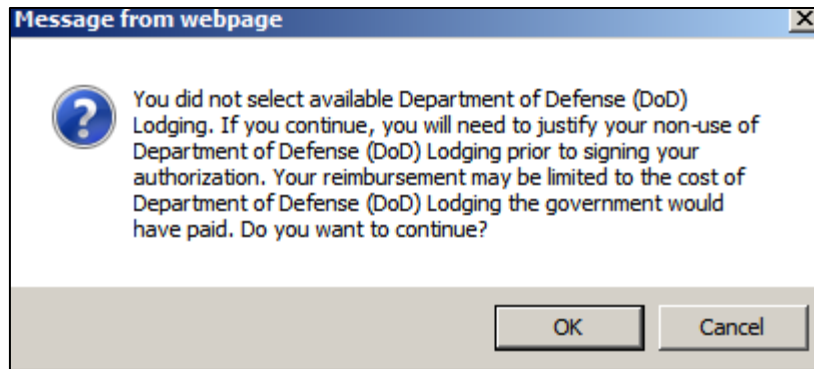 Message from webpage
You did not select available Department of Defense (DoD)
Lodging. If you continue, you will need to justify your non-use of
Department of Defense (DoD) Lodging prior to signing your
authorization. Your reimbursement may be limited to the cost of
Department of Defense (DoD) Lodging the government would
have paid. Do you want to continue?
OK Cancel